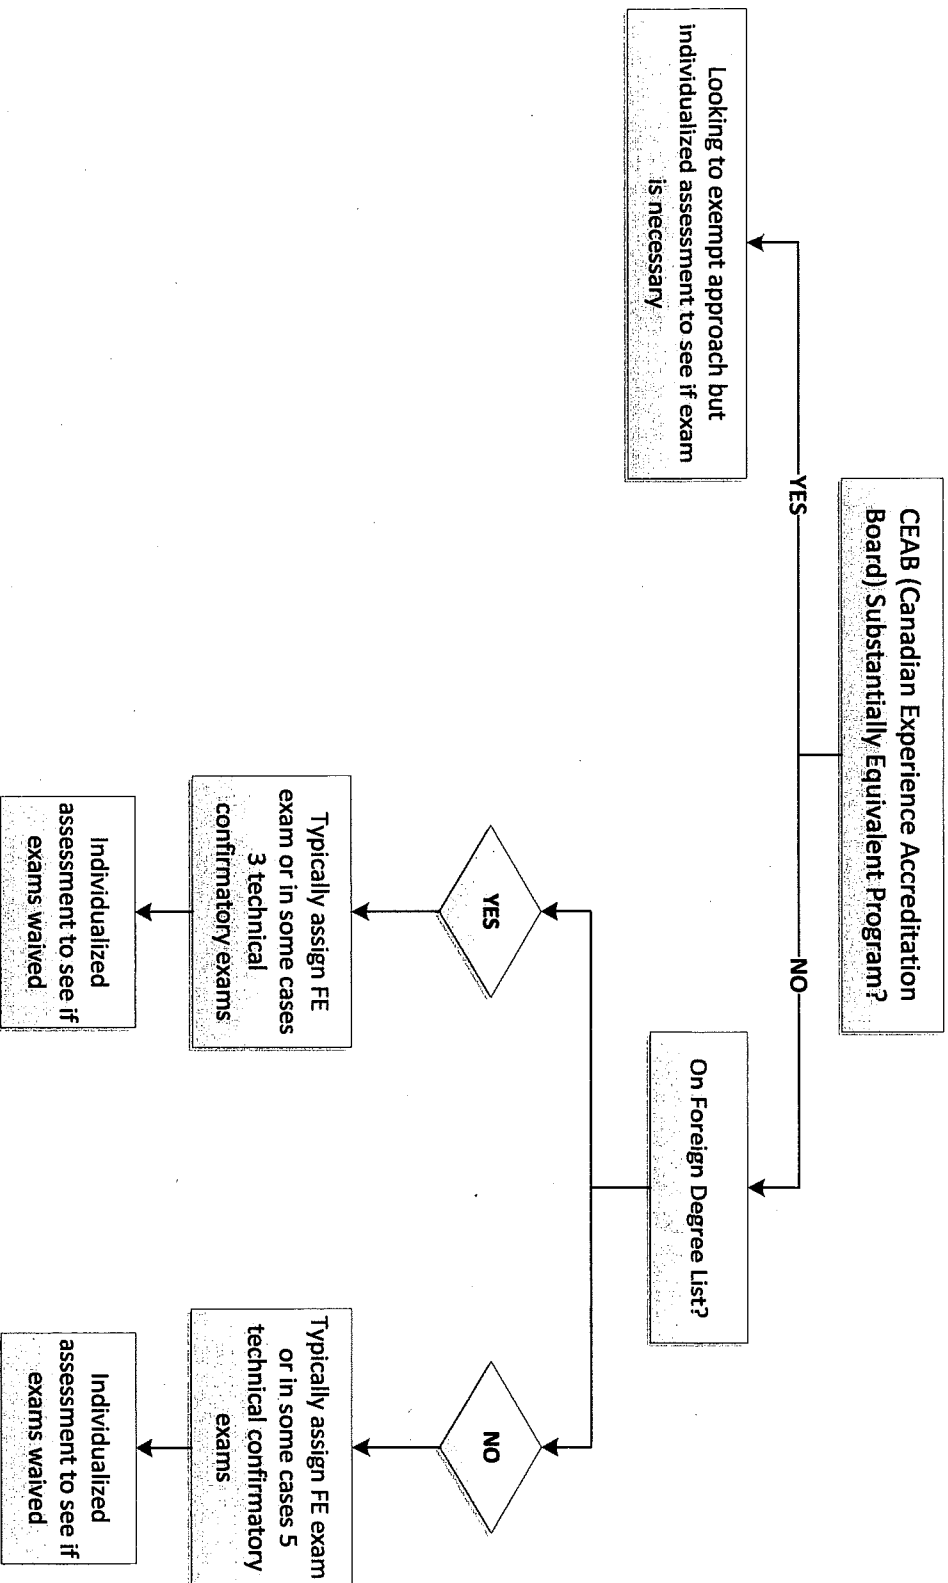 CEAB (Canadian Experience Accreditation
Board) Substantially Equivalent Program?
YES
NO
Looking to exempt approach but
individualized assessment to see if exam
is necessary
On Foreign Degree List?
YES
NO
Typically assign FE
exam or in some cases
3 technical
confirmatory exams
Typically assign FE exam
or in some cases 5
technical confirmatory
exams
Individualized
assessment to see if
exams waived
Individualized
assessment to see if
exams waived